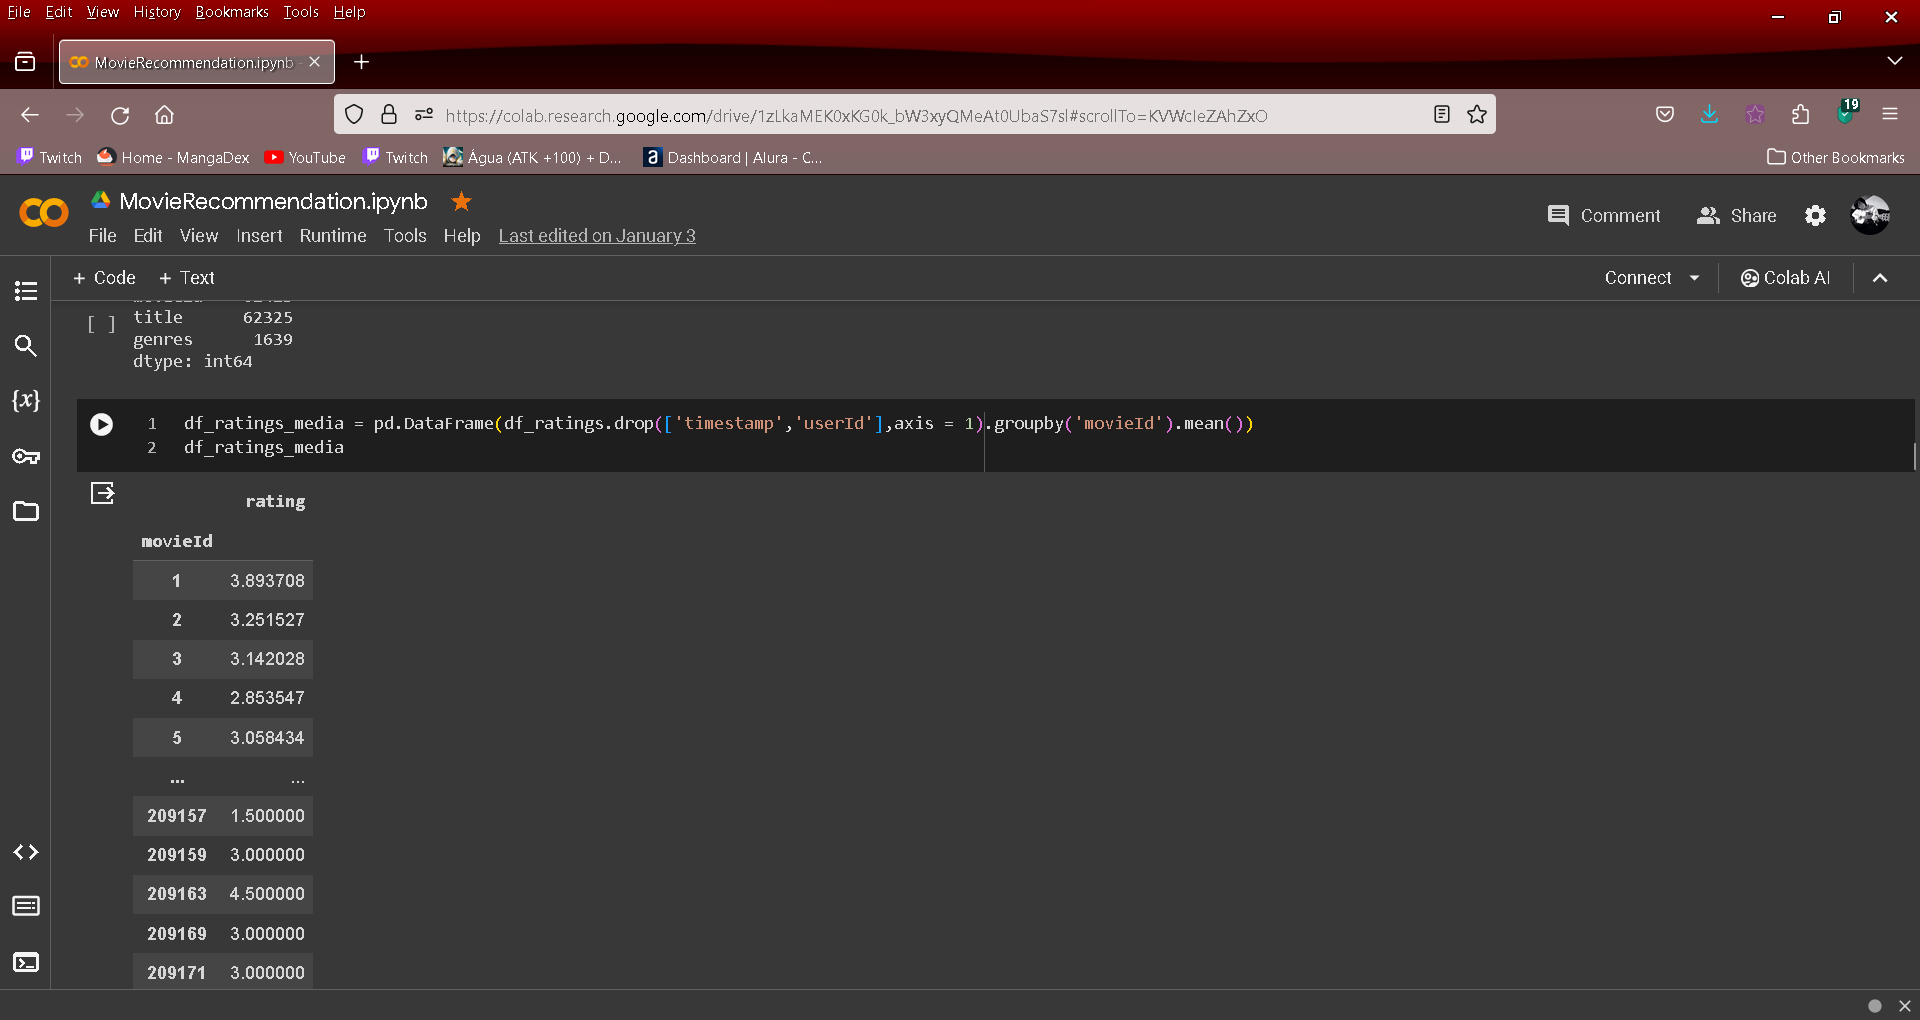 File Edit View History Bookmarks Tools Help
MovieRecommendation.ipynb -
https://colab.research.google.com/drive/1zLkaMEK0xKG0k_bW3xyQMeAt0UbaS7sl#scrollTo=KVWcIeZAhZxO
19
Twitch Home - MangaDex YouTube Twitch Água (ATK +100) + D... a Dashboard | Alura - C... Other Bookmarks
MovieRecommendation.ipynb
Comment Share
File Edit View Insert Runtime Tools Help Last edited on January 3
+ Code + Text Connect Colab AI
[ ] title 62325
genres 1639
dtype: int64
{x}
1 df_ratings_media = pd.DataFrame(df_ratings.drop(['timestamp','userId'],axis = 1).groupby('movieId').mean())
2 df_ratings_media
rating
movieId
1 3.893708
2 3.251527
3 3.142028
4 2.853547
5 3.058434
... ...
209157 1.500000
209159 3.000000
209163 4.500000
209169 3.000000
209171 3.000000